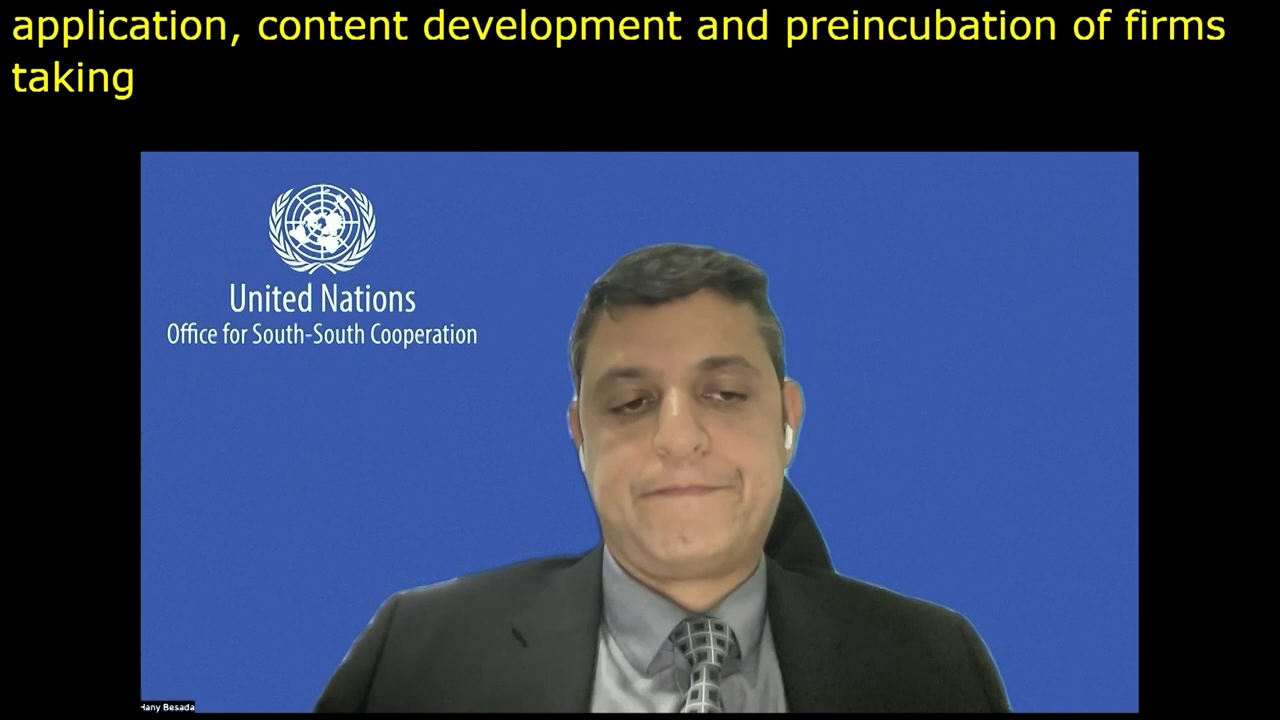 application, content development and preincubation of firms
taking
United Nations
Office for South-South Cooperation
Hany Besada